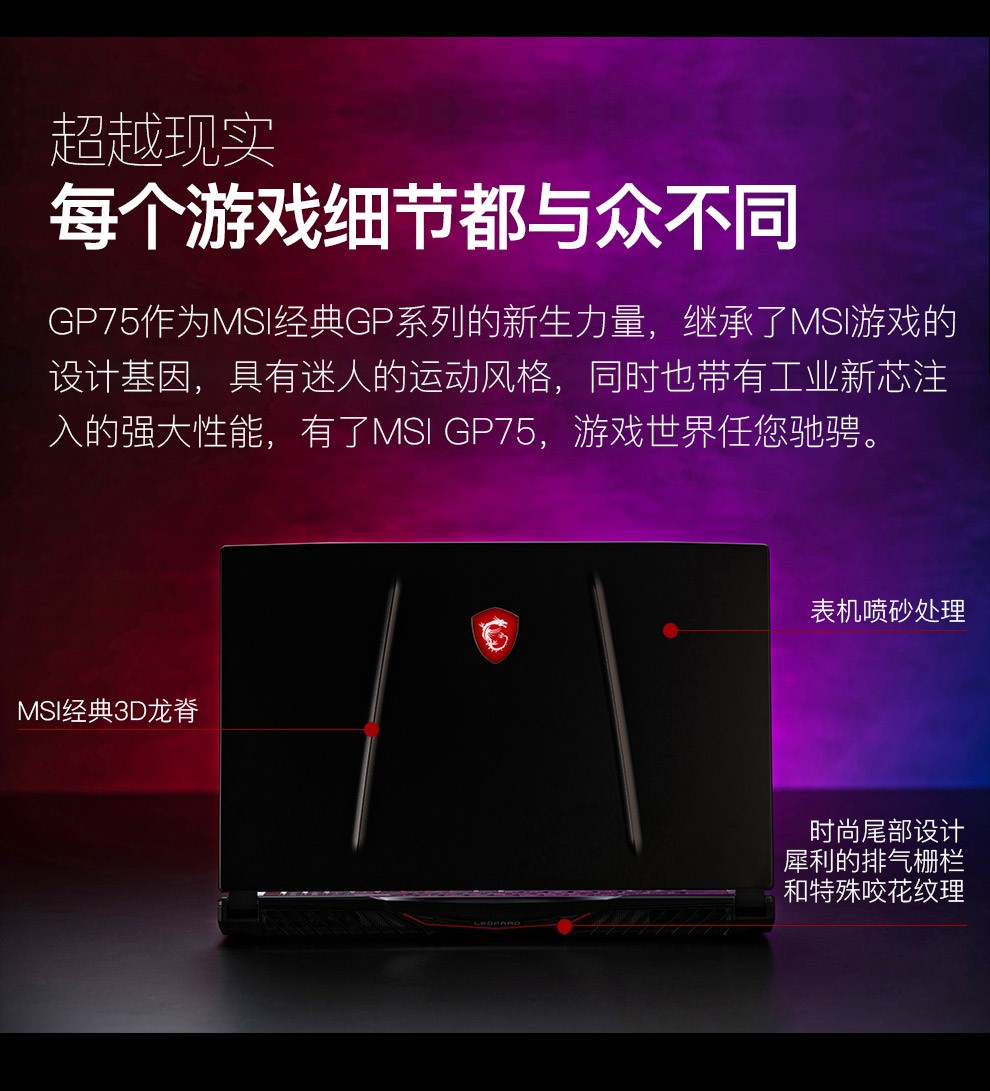 超越现实
每个游戏细节都与众不同
GP75作为MSI经典GP系列的新生力量，继承了MSI游戏的
设计基因，具有迷人的运动风格，同时也带有工业新芯注
入的强大性能，有了MSI GP75，游戏世界任您驰骋。
表机喷砂处理
MSI经典3D龙脊
时尚尾部设计
犀利的排气栅栏
和特殊咬花纹理
LEOPARD